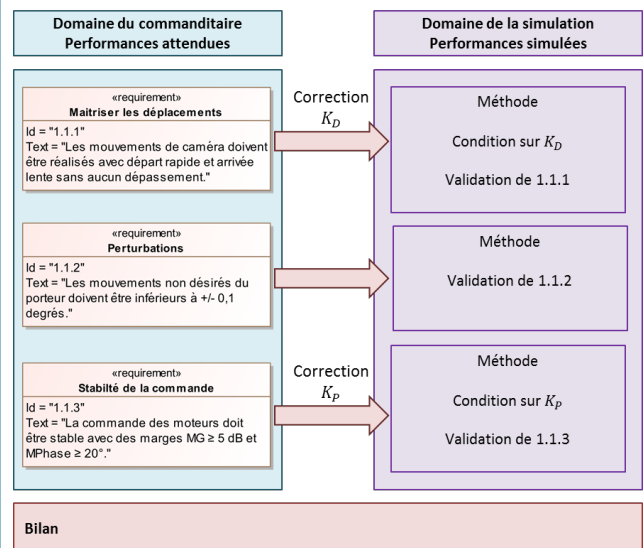 Domaine du commanditaire
Performances attendues
Domaine de la simulation
Performances simulées
«requirement»
Maitriser les déplacements
Id = "1.1.1"
Text = "Les mouvements de caméra doivent
être réalisés avec départ rapide et arrivée
lente sans aucun dépassement."
Correction
K_D
Méthode
Condition sur K_D
Validation de 1.1.1
«requirement»
Perturbations
Id = "1.1.2"
Text = "Les mouvements non désirés du
porteur doivent être inférieurs à +/- 0,1
degrés."
Méthode
Validation de 1.1.2
«requirement»
Stabilté de la commande
Id = "1.1.3"
Text = "La commande des moteurs doit
être stable avec des marges MG ≥ 5 dB et
MPhase ≥ 20°."
Correction
K_P
Méthode
Condition sur K_P
Validation de 1.1.3
Bilan